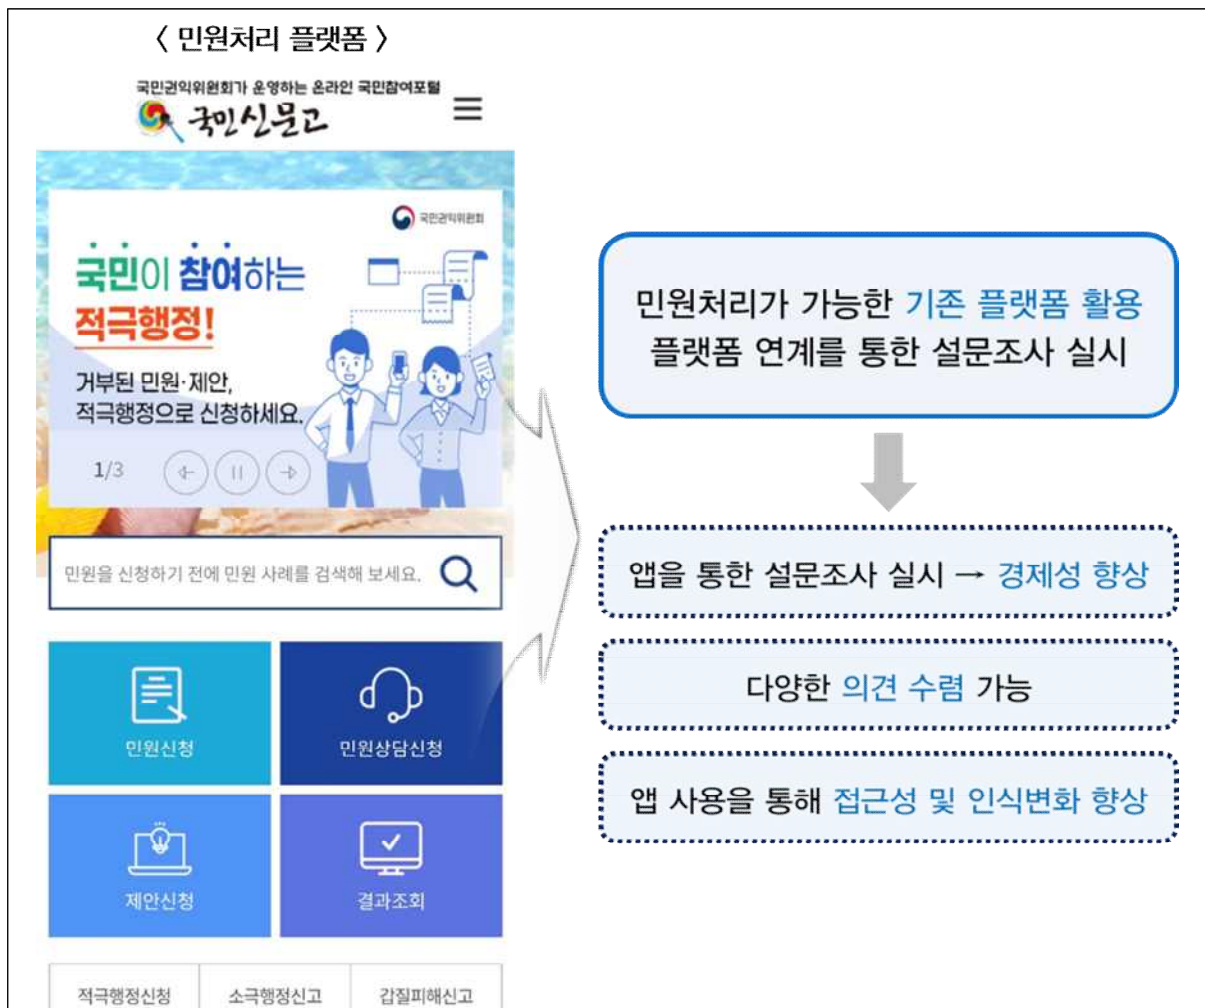 〈 민원처리 플랫폼 〉
국민권익위원회가 운영하는 온라인 국민참여포털
국민신문고
국민권익위원회
국민이 참여하는
적극행정!
거부된 민원·제안,
적극행정으로 신청하세요.
1/3
민원을 신청하기 전에 민원 사례를 검색해 보세요.
민원신청
민원상담신청
제안신청
결과조회
적극행정신청
소극행정신고
갑질피해신고
민원처리가 가능한 기존 플랫폼 활용
플랫폼 연계를 통한 설문조사 실시
앱을 통한 설문조사 실시 → 경제성 향상
다양한 의견 수렴 가능
앱 사용을 통해 접근성 및 인식변화 향상